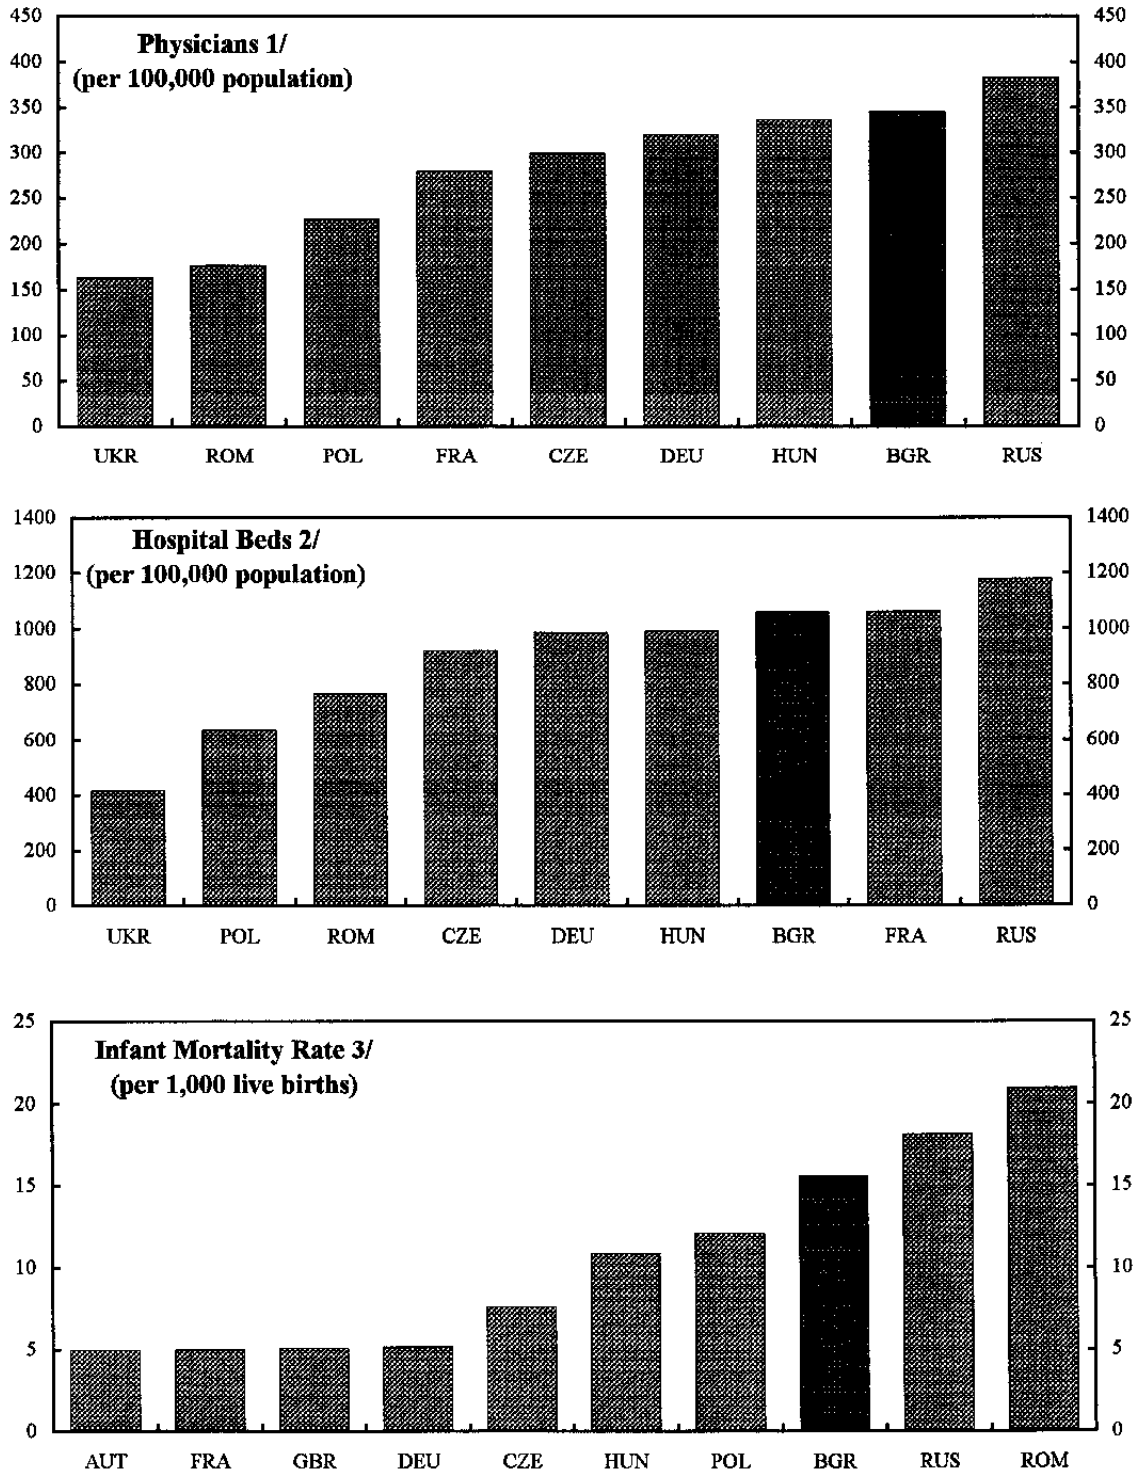 450 450
Physicians 1/
400 400
(per 100,000 population)
350 350
300 300
250 250
200 200
150 150
100 100
50 50
0 0
UKR ROM POL FRA CZE DEU HUN BGR RUS
1400 1400
Hospital Beds 2/
(per 100,000 population)
1200 1200
1000 1000
800 800
600 600
400 400
200 200
0 0
UKR POL ROM CZE DEU HUN BGR FRA RUS
25 25
Infant Mortality Rate 3/
(per 1,000 live births)
20 20
15 15
10 10
5 5
0 0
AUT FRA GBR DEU CZE HUN POL BGR RUS ROM